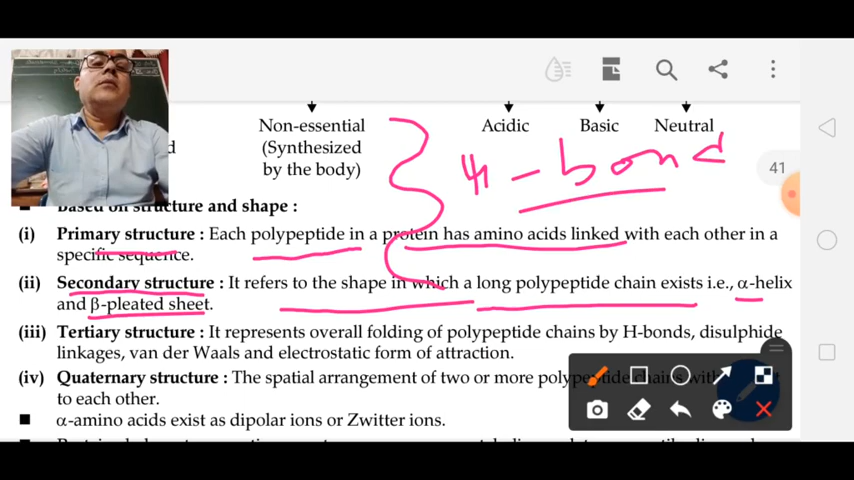 Non-essential Acidic Basic Neutral
(Synthesized
by the body)
H - bond
41
Based on structure and shape :
(i) Primary structure : Each polypeptide in a protein has amino acids linked with each other in a
specific sequence.
(ii) Secondary structure : It refers to the shape in which a long polypeptide chain exists i.e., α-helix
and β-pleated sheet.
(iii) Tertiary structure : It represents overall folding of polypeptide chains by H-bonds, disulphide
linkages, van der Waals and electrostatic form of attraction.
(iv) Quaternary structure : The spatial arrangement of two or more polypeptide chains with
to each other.
■ α-amino acids exist as dipolar ions or Zwitter ions.